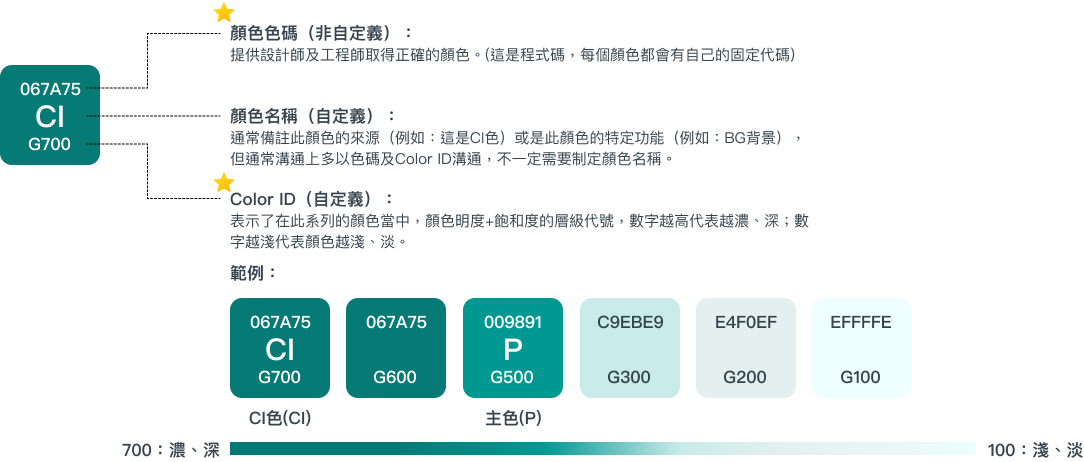 顏色色碼（非自定義）：
提供設計師及工程師取得正確的顏色。(這是程式碼，每個顏色都會有自己的固定代碼)
067A75
CI
G700
顏色名稱（自定義）：
通常備註此顏色的來源（例如：這是CI色）或是此顏色的特定功能（例如：BG背景），
但通常溝通上多以色碼及Color ID溝通，不一定需要制定顏色名稱。
Color ID（自定義）：
表示了在此系列的顏色當中，顏色明度+飽和度的層級代號，數字越高代表越濃、深；數
字越淺代表顏色越淺、淡。
範例：
067A75
CI
G700
067A75
G600
009891
P
G500
C9EBE9
G300
E4F0EF
G200
EFFFFE
G100
CI色(CI)
主色(P)
700：濃、深
100：淺、淡